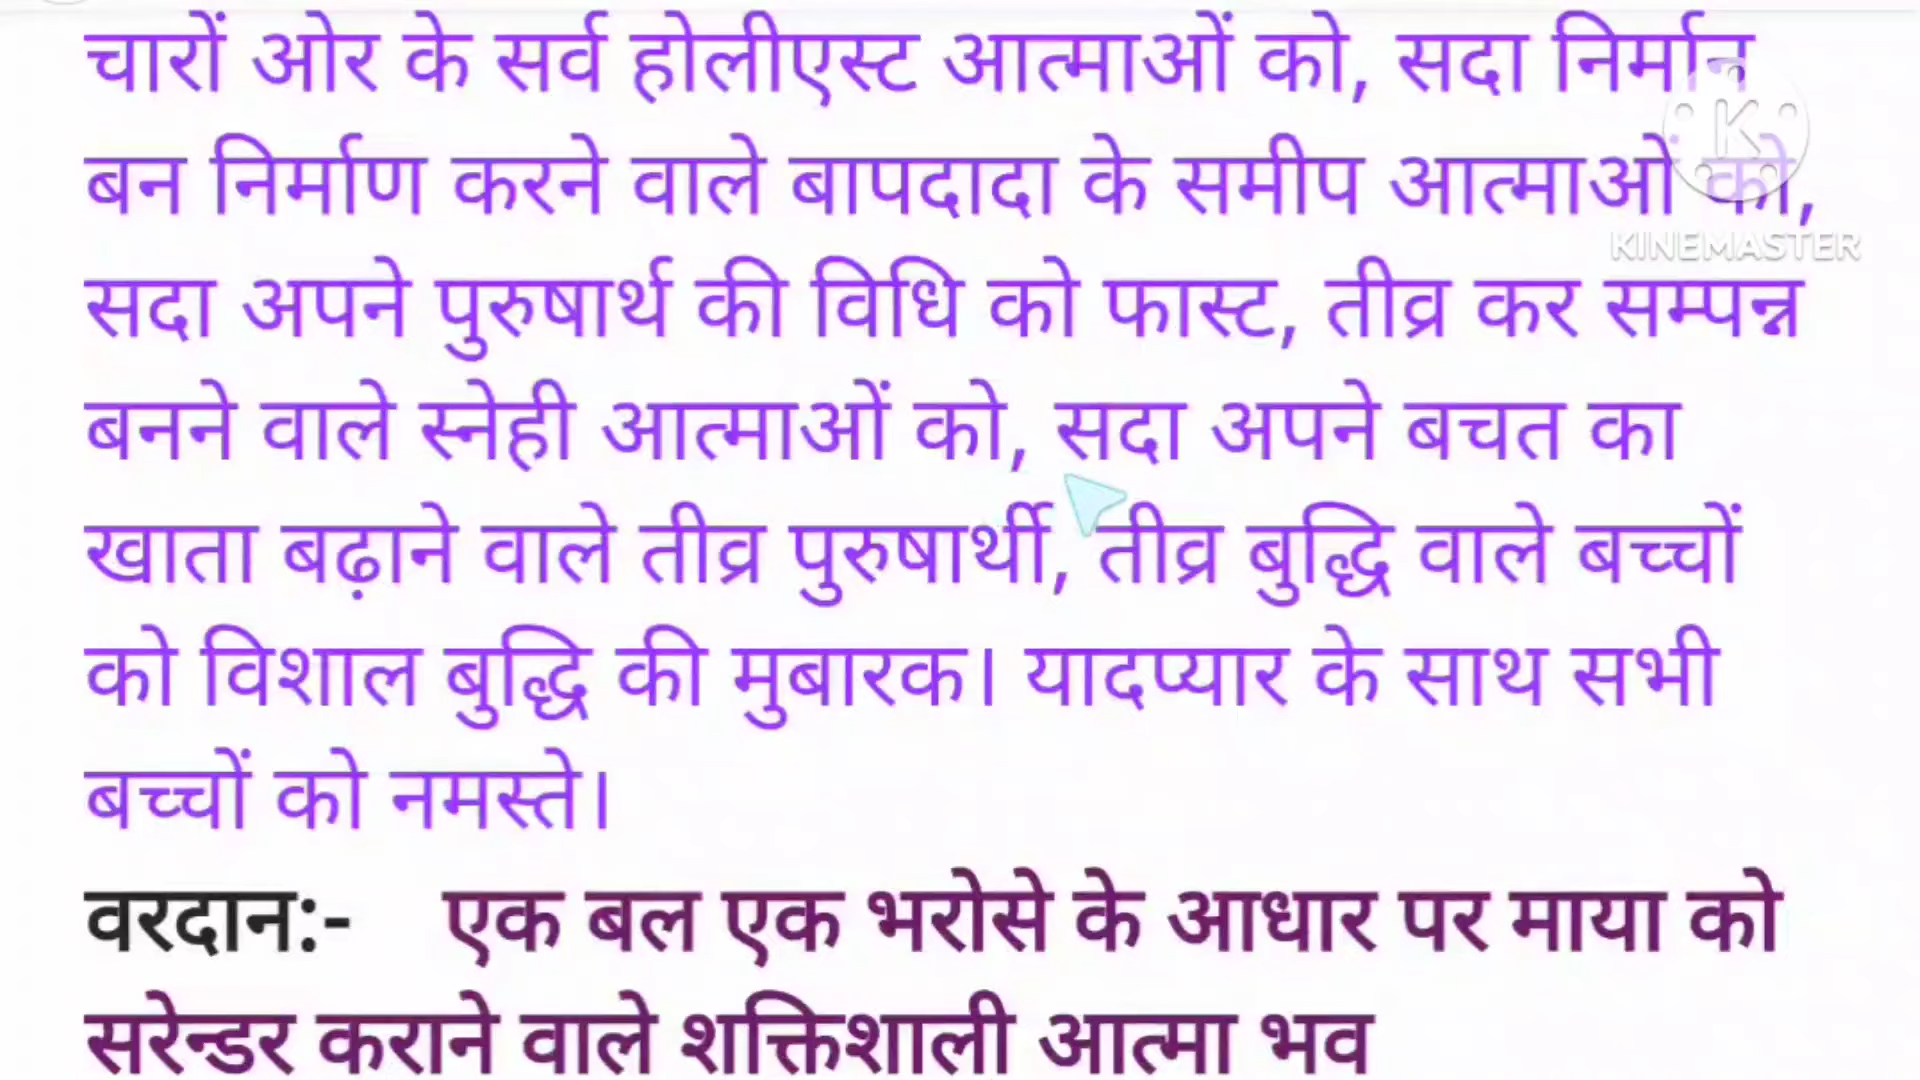 चारों ओर के सर्व होलीएस्ट आत्माओं को, सदा निर्मान
बन निर्माण करने वाले बापदादा के समीप आत्माओं को,
KINEMASTER
सदा अपने पुरुषार्थ की विधि को फास्ट, तीव्र कर सम्पन्न
बनने वाले स्नेही आत्माओं को, सदा अपने बचत का
खाता बढ़ाने वाले तीव्र पुरुषार्थी, तीव्र बुद्धि वाले बच्चों
को विशाल बुद्धि की मुबारक। यादप्यार के साथ सभी
बच्चों को नमस्ते।
वरदान:- एक बल एक भरोसे के आधार पर माया को
सरेन्डर कराने वाले शक्तिशाली आत्मा भव